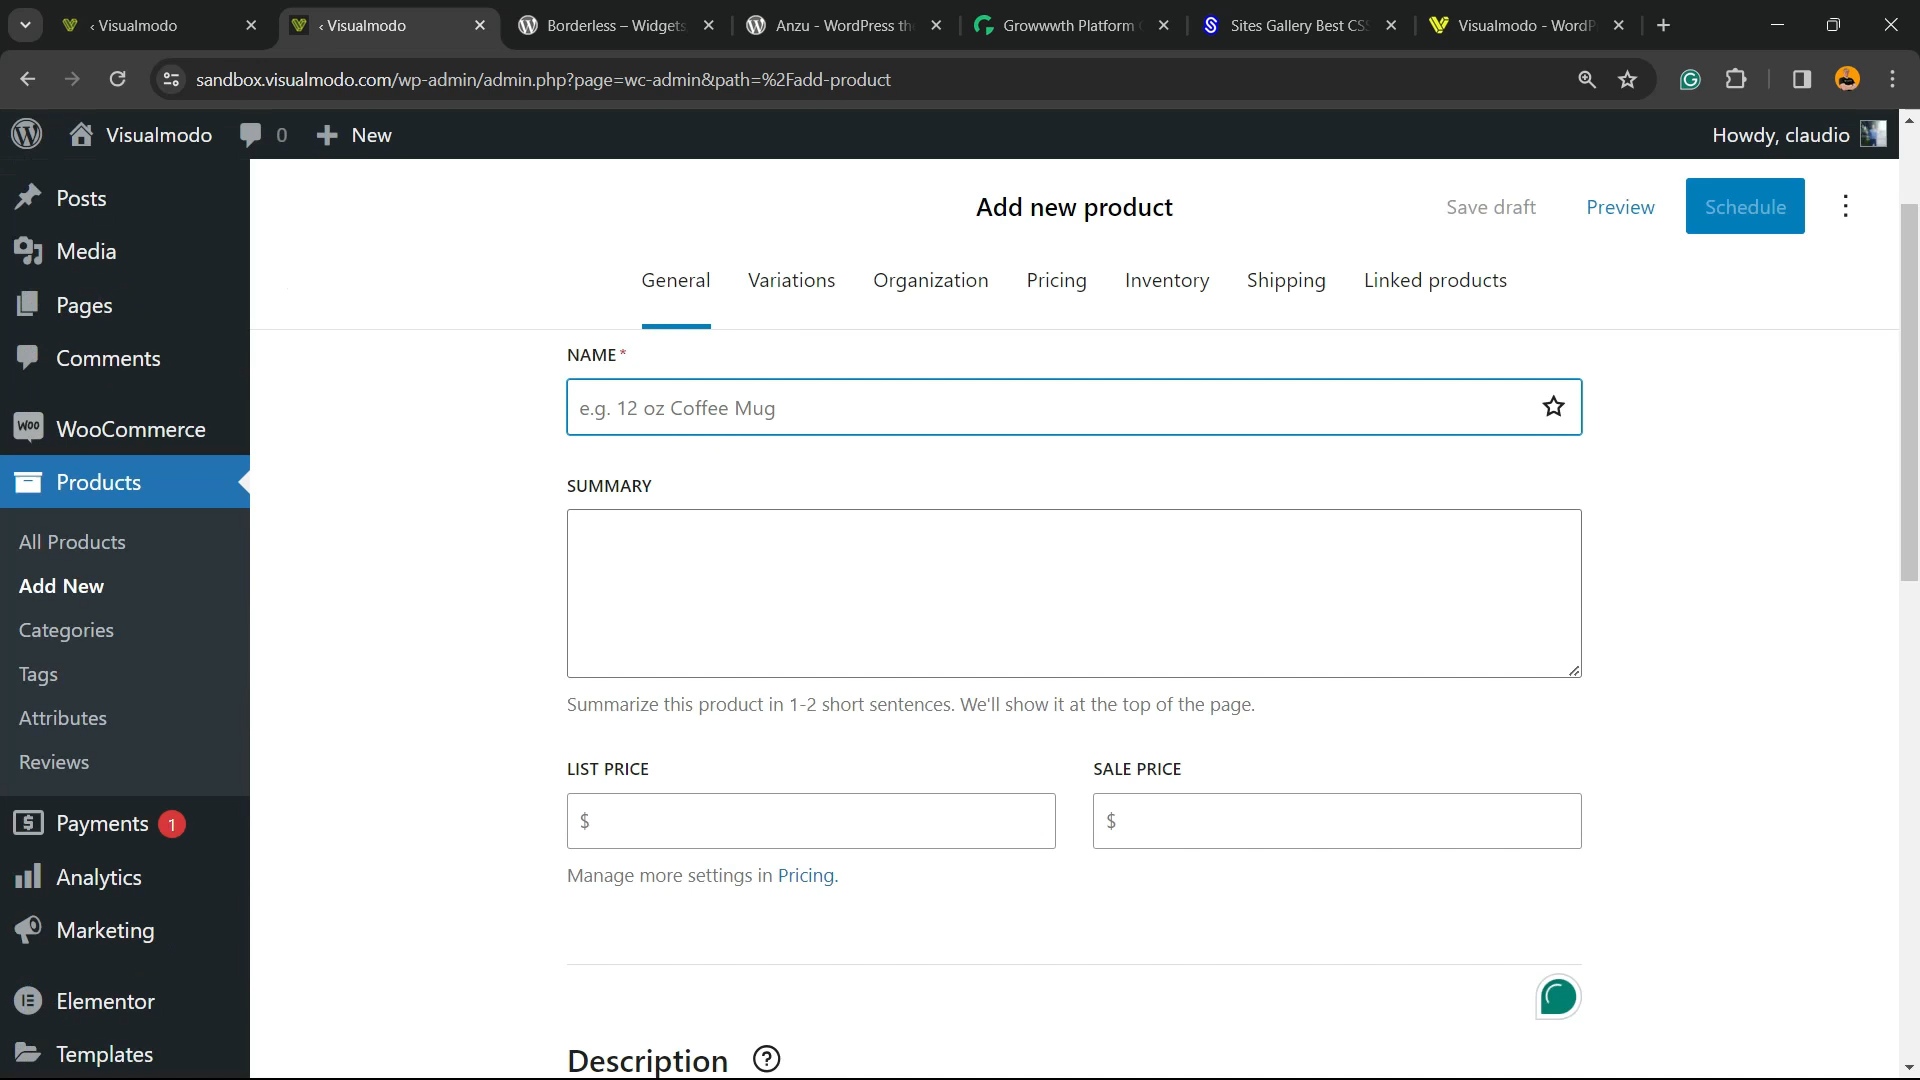 ‹ Visualmodo
‹ Visualmodo
Borderless – Widgets
Anzu - WordPress th
Growwwth Platform
Sites Gallery Best CSS
Visualmodo - WordP
sandbox.visualmodo.com/wp-admin/admin.php?page=wc-admin&path=%2Fadd-product
Visualmodo
0
New
Howdy, claudio
Posts
Media
Pages
Comments
WOO
WooCommerce
Products
All Products
Add New
Categories
Tags
Attributes
Reviews
Payments
1
Analytics
Marketing
Elementor
Templates
Add new product
Save draft
Preview
Schedule
General
Variations
Organization
Pricing
Inventory
Shipping
Linked products
NAME *
e.g. 12 oz Coffee Mug
SUMMARY
Summarize this product in 1-2 short sentences. We'll show it at the top of the page.
LIST PRICE
SALE PRICE
$
$
Manage more settings in Pricing.
Description